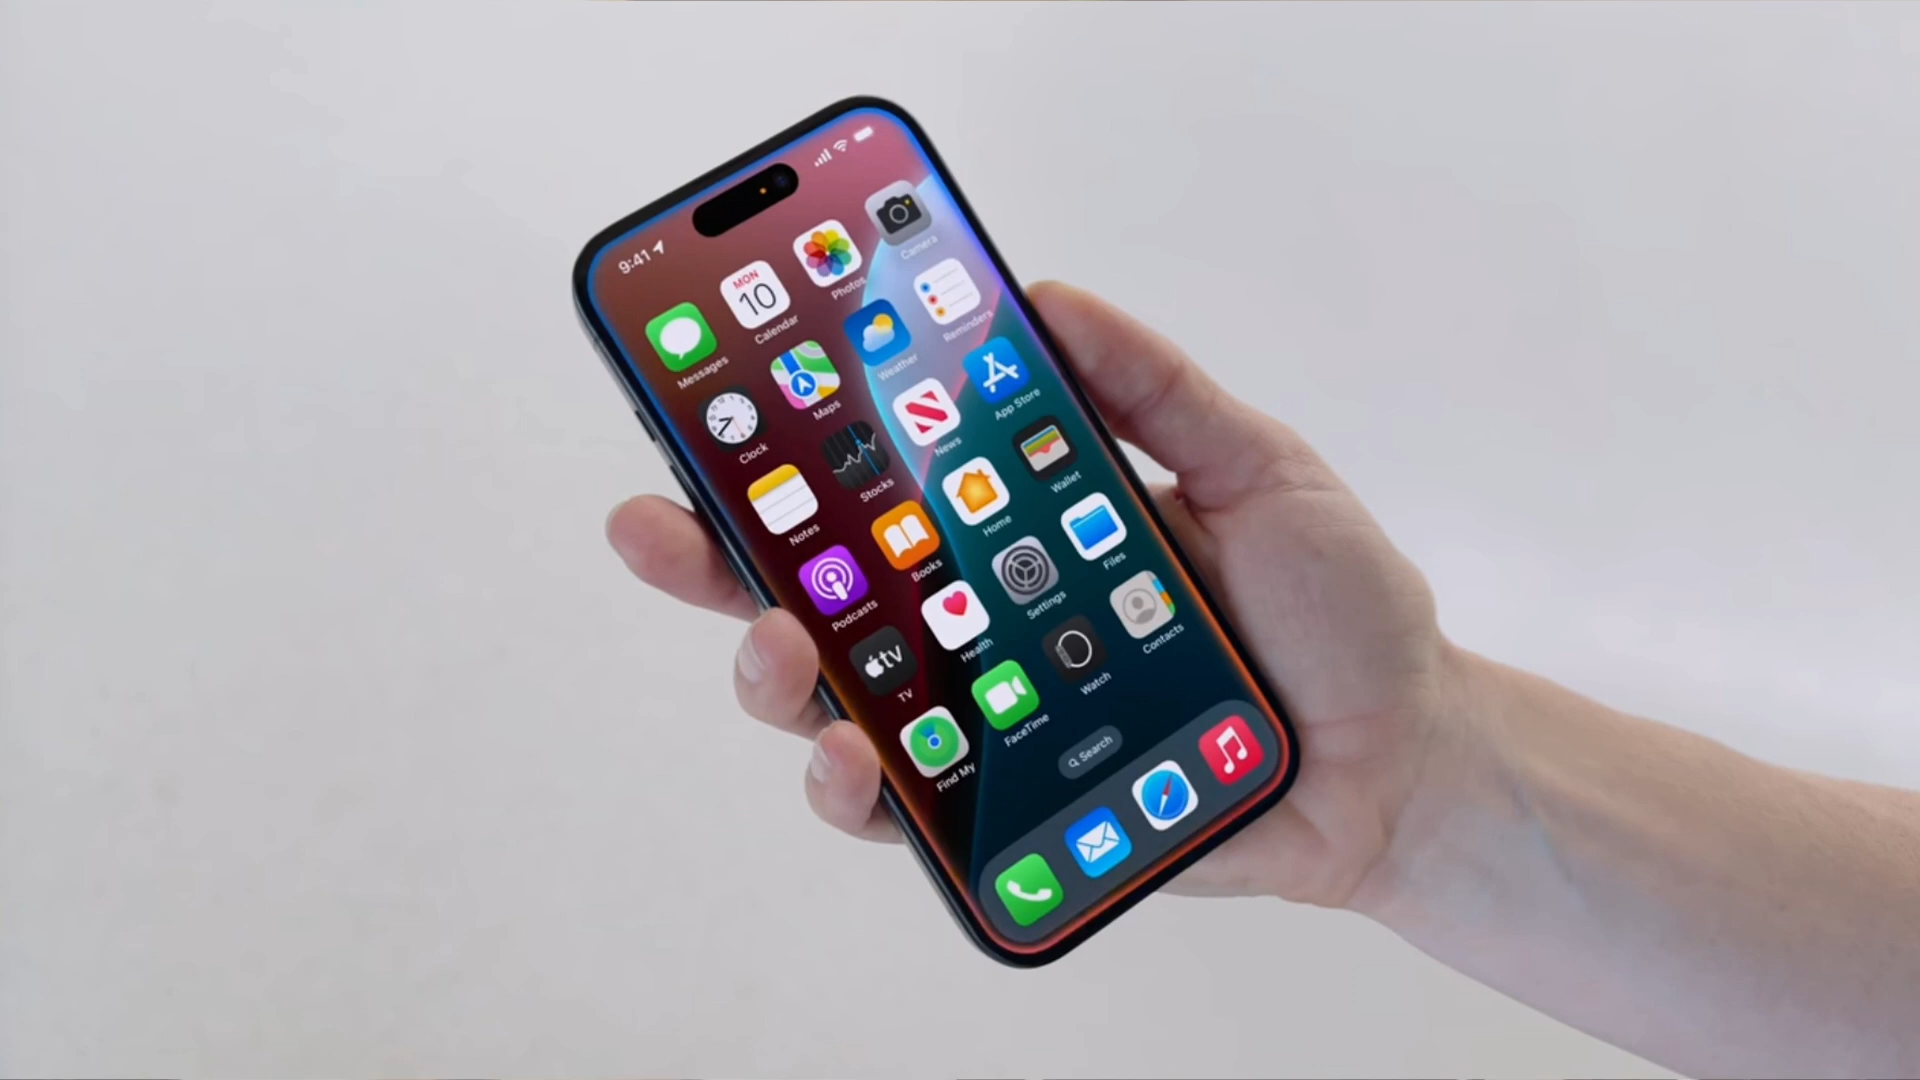 9:41
MON
10
Messages
Calendar
Photos
Camera
Clock
Maps
Weather
Reminders
Notes
Stocks
News
App Store
Podcasts
Books
Home
Wallet
tv
TV
Health
Settings
Files
Find My
FaceTime
Watch
Contacts
Search